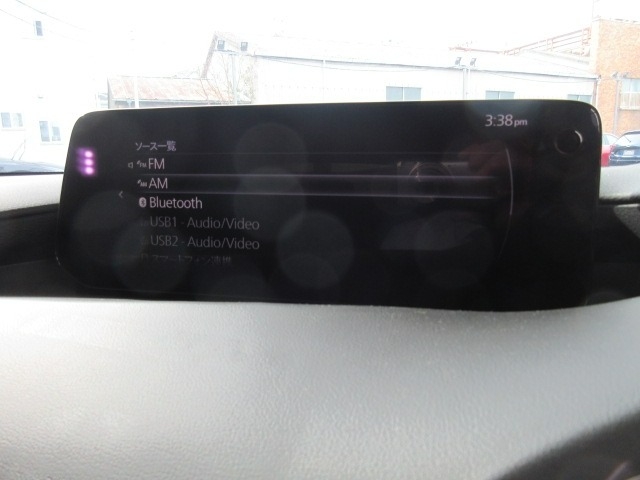 3:38pm
ソース一覧
FM
AM
Bluetooth
USB1 - Audio/Video
USB2 - Audio/Video